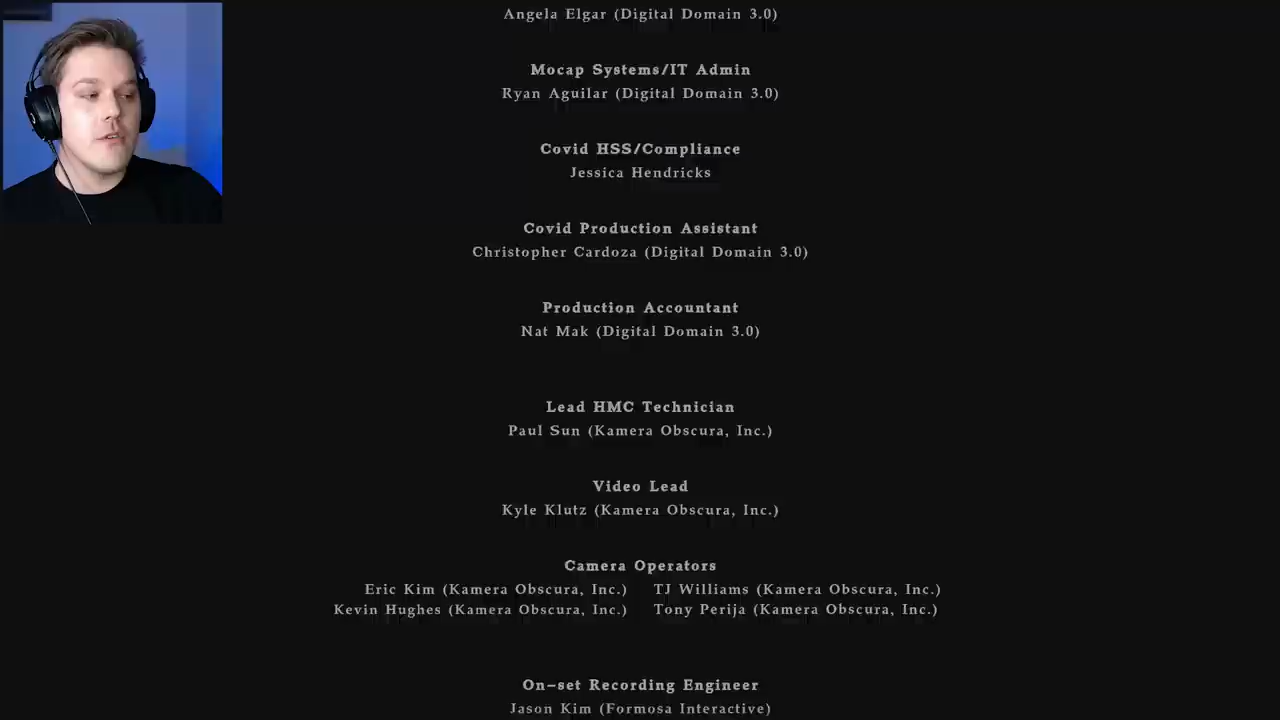 Angela Elgar (Digital Domain 3.0)
Mocap Systems/IT Admin
Ryan Aguilar (Digital Domain 3.0)
Covid HSS/Compliance
Jessica Hendricks
Covid Production Assistant
Christopher Cardoza (Digital Domain 3.0)
Production Accountant
Nat Mak (Digital Domain 3.0)
Lead HMC Technician
Paul Sun (Kamera Obscura, Inc.)
Video Lead
Kyle Klutz (Kamera Obscura, Inc.)
Camera Operators
Eric Kim (Kamera Obscura, Inc.) TJ Williams (Kamera Obscura, Inc.)
Kevin Hughes (Kamera Obscura, Inc.) Tony Perija (Kamera Obscura, Inc.)
On-set Recording Engineer
Jason Kim (Formosa Interactive)